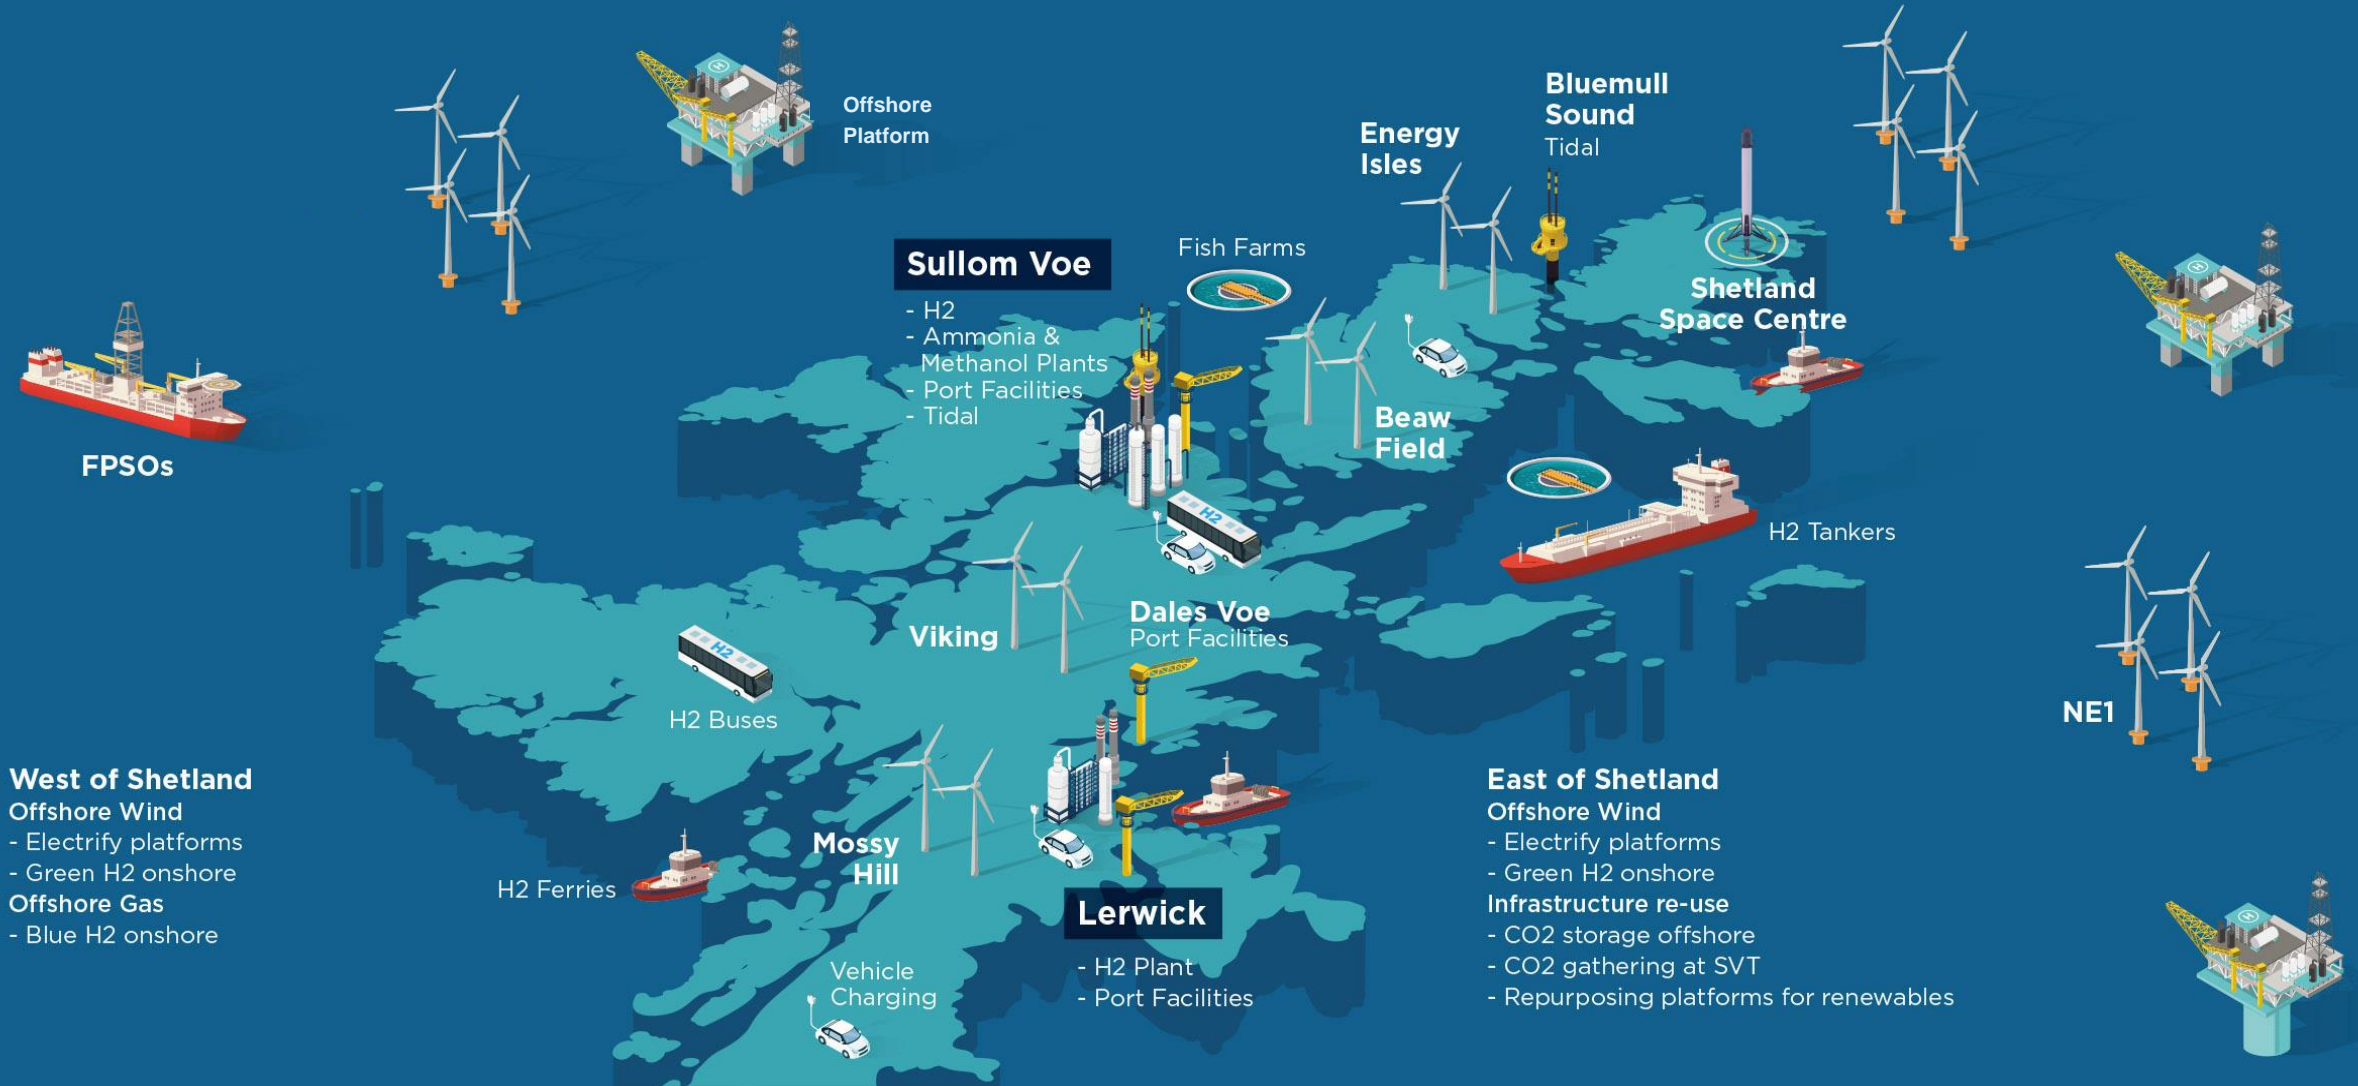 Offshore
Platform
Bluemull
Sound
Tidal
Energy
Isles
Sullom Voe
- H2
- Ammonia &
Methanol Plants
- Port Facilities
- Tidal
Fish Farms
Shetland
Space Centre
Beaw
Field
FPSOs
H2
H2 Tankers
Viking
Dales Voe
Port Facilities
H2
H2 Buses
NE1
West of Shetland
Offshore Wind
- Electrify platforms
- Green H2 onshore
Offshore Gas
- Blue H2 onshore
Mossy
Hill
H2 Ferries
Lerwick
- H2 Plant
- Port Facilities
Vehicle
Charging
East of Shetland
Offshore Wind
- Electrify platforms
- Green H2 onshore
Infrastructure re-use
- CO2 storage offshore
- CO2 gathering at SVT
- Repurposing platforms for renewables
H
H
H